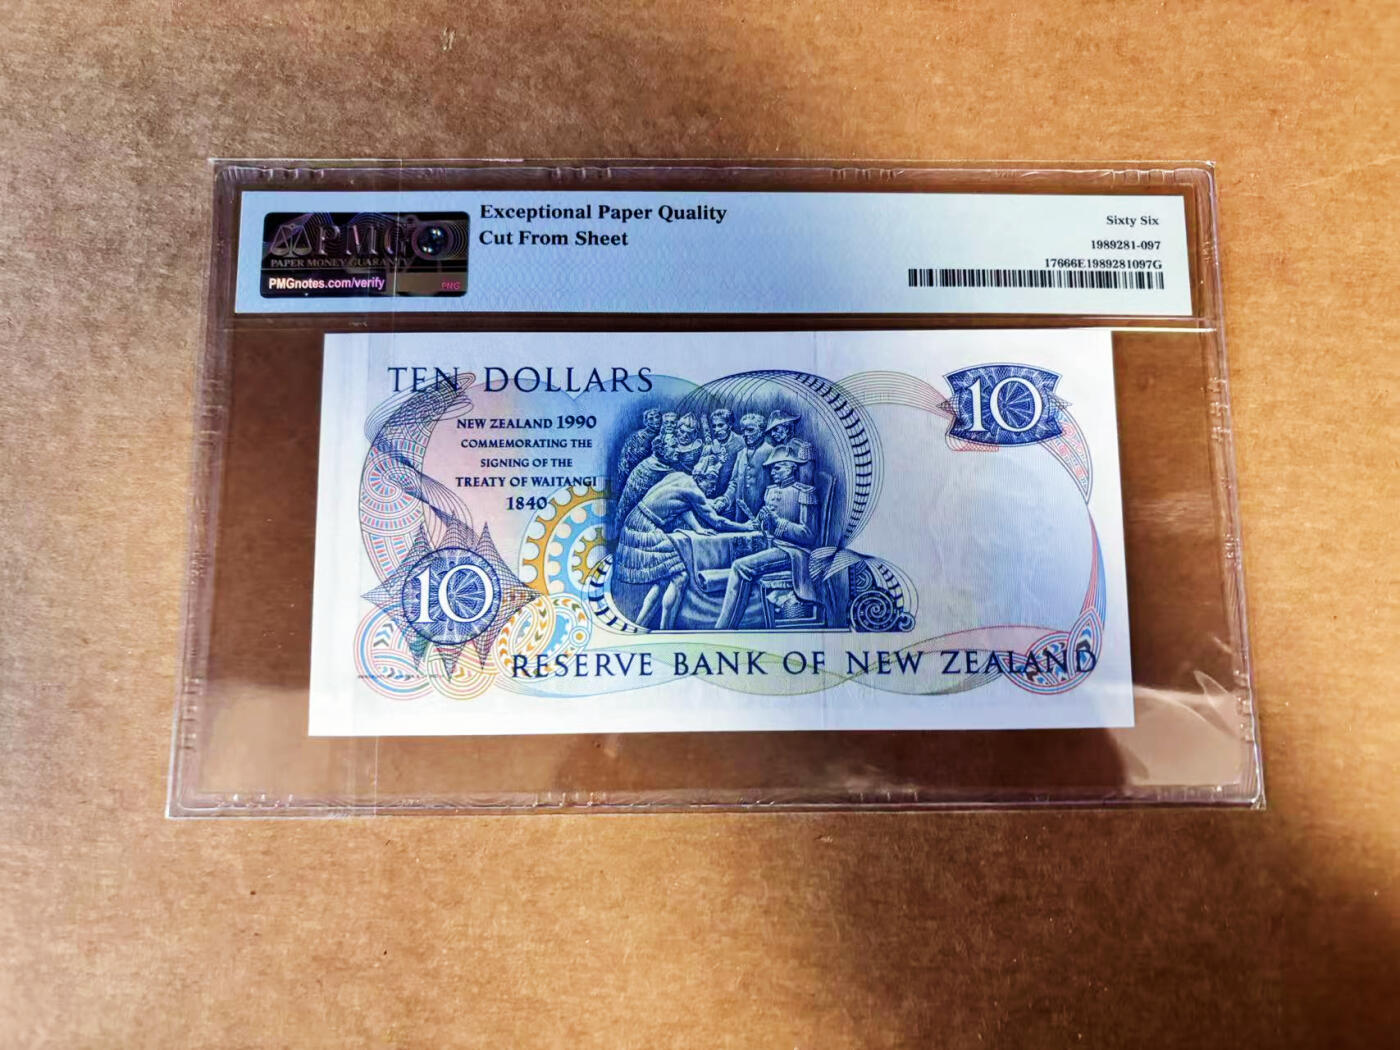 Exceptional Paper Quality
Cut From Sheet
PMG
PAPER MONEY GUARANTY
PMGnotes.com/verify
PMG
Sixty Six
1989281-097
17666E1989281097G
TEN DOLLARS
10
NEW ZEALAND 1990
COMMEMORATING THE
SIGNING OF THE
TREATY OF WAITANGI
1840
10
RESERVE BANK OF NEW ZEALAND